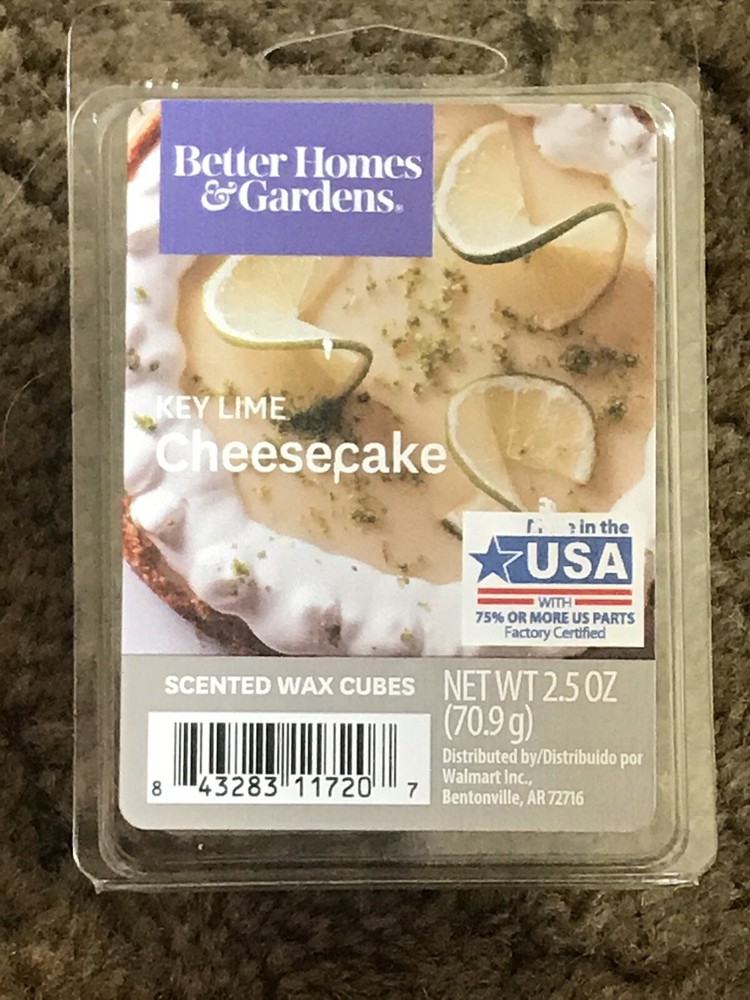 Better Homes
& Gardens®
KEY LIME
Cheesecake
in the
USA
WITH
75% OR MORE US PARTS
Factory Certified
SCENTED WAX CUBES
NET WT 2.5 OZ
(70.9 g)
Distributed by/Distribuido por
Walmart Inc.,
Bentonville, AR 72716
8 43283 11720 7